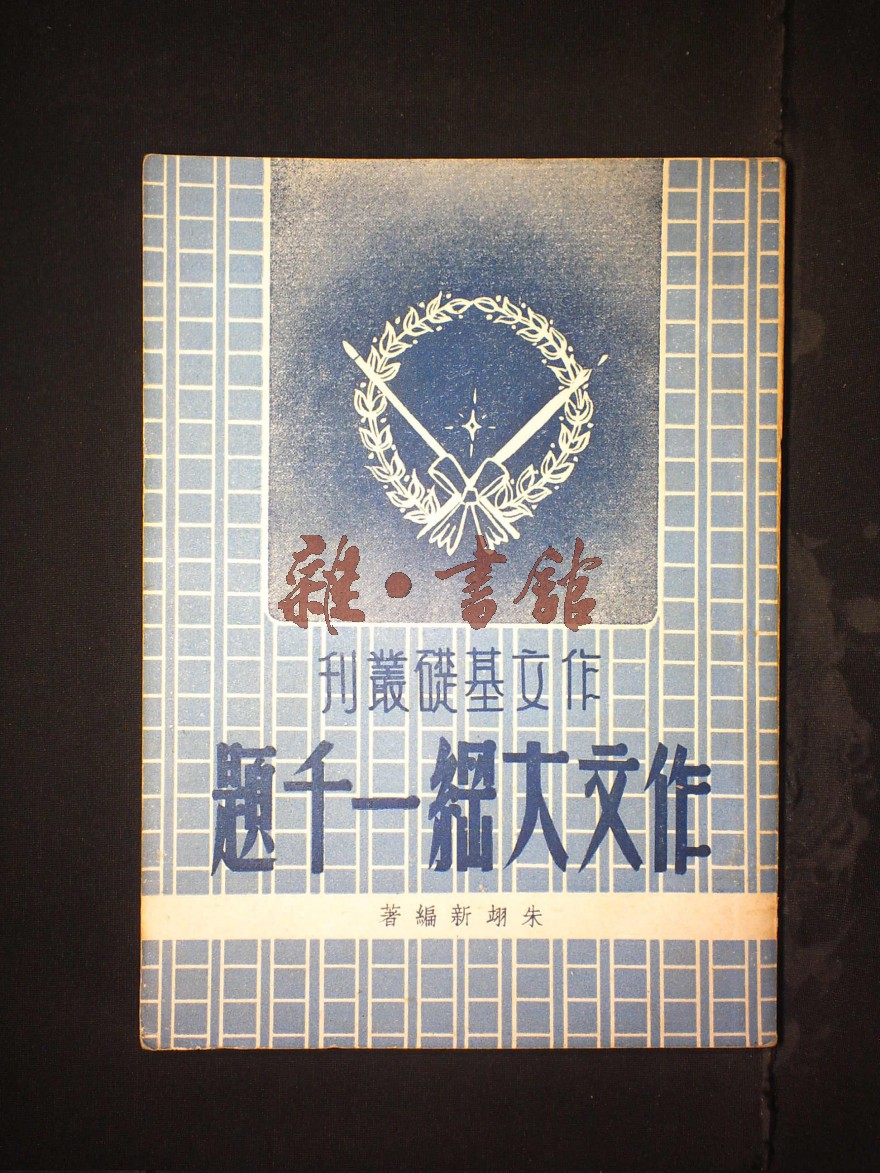 雜·書館
作文基礎叢刊
作文大綱一千題
朱翊新編著